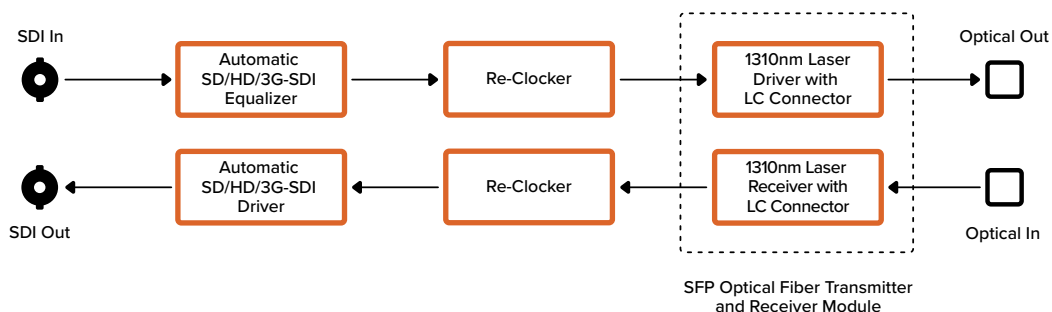 SDI In
Automatic
SD/HD/3G-SDI
Equalizer
Re-Clocker
1310nm Laser
Driver with
LC Connector
Optical Out
SDI Out
Automatic
SD/HD/3G-SDI
Driver
Re-Clocker
1310nm Laser
Receiver with
LC Connector
Optical In
SFP Optical Fiber Transmitter
and Receiver Module